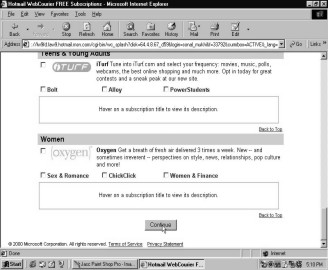 Hotmail WebCourier FREE Subscriptions - Microsoft Internet Explorer
File Edit View Favorites Tools Help
Back Stop Refresh Home Search Favorites History Mail Print Edit
Address
Go Links
Teens & Young Adults
iTURF
iTurf Tune into iTurf.com and select your frequency: movies, music, polls,
webcams, the best online shopping and much more. Opt in today for great
contests and a sneak peak at our new site.
Bolt Alloy PowerStudents
Hover on a subscription title to view its description.
Back to Top
Women
oxygen
Oxygen Get a breath of fresh air delivered 3 times a week. New -- and
sometimes irreverent -- perspectives on style, news, relationships, pop culture
and more!
Sex & Romance ChickClick Women & Finance
Hover on a subscription title to view its description.
Back to Top
Continue
© 2000 Microsoft Corporation. All rights reserved. Terms of Service Privacy Statement
Done Internet
Start Jasc Paint Shop Pro - Ima... Hotmail WebCourier F... 5:10 PM